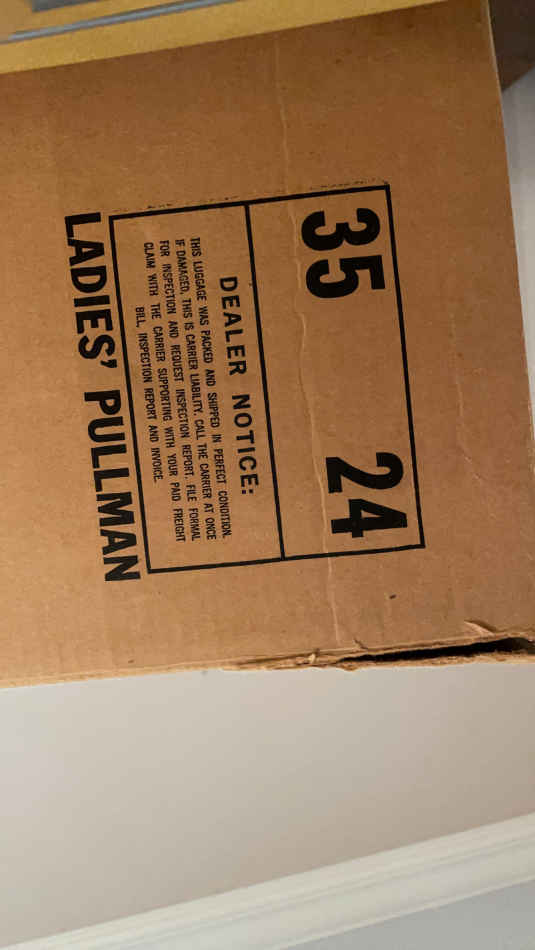 35 24
DEALER NOTICE:
THIS LUGGAGE WAS PACKED AND SHIPPED IN PERFECT CONDITION.
IF DAMAGED, THIS IS CARRIER LIABILITY. CALL THE CARRIER AT ONCE
FOR INSPECTION AND REQUEST INSPECTION REPORT. FILE FORMAL
CLAIM WITH THE CARRIER SUPPORTING WITH YOUR PAID FREIGHT
BILL, INSPECTION REPORT AND INVOICE.
LADIES' PULLMAN